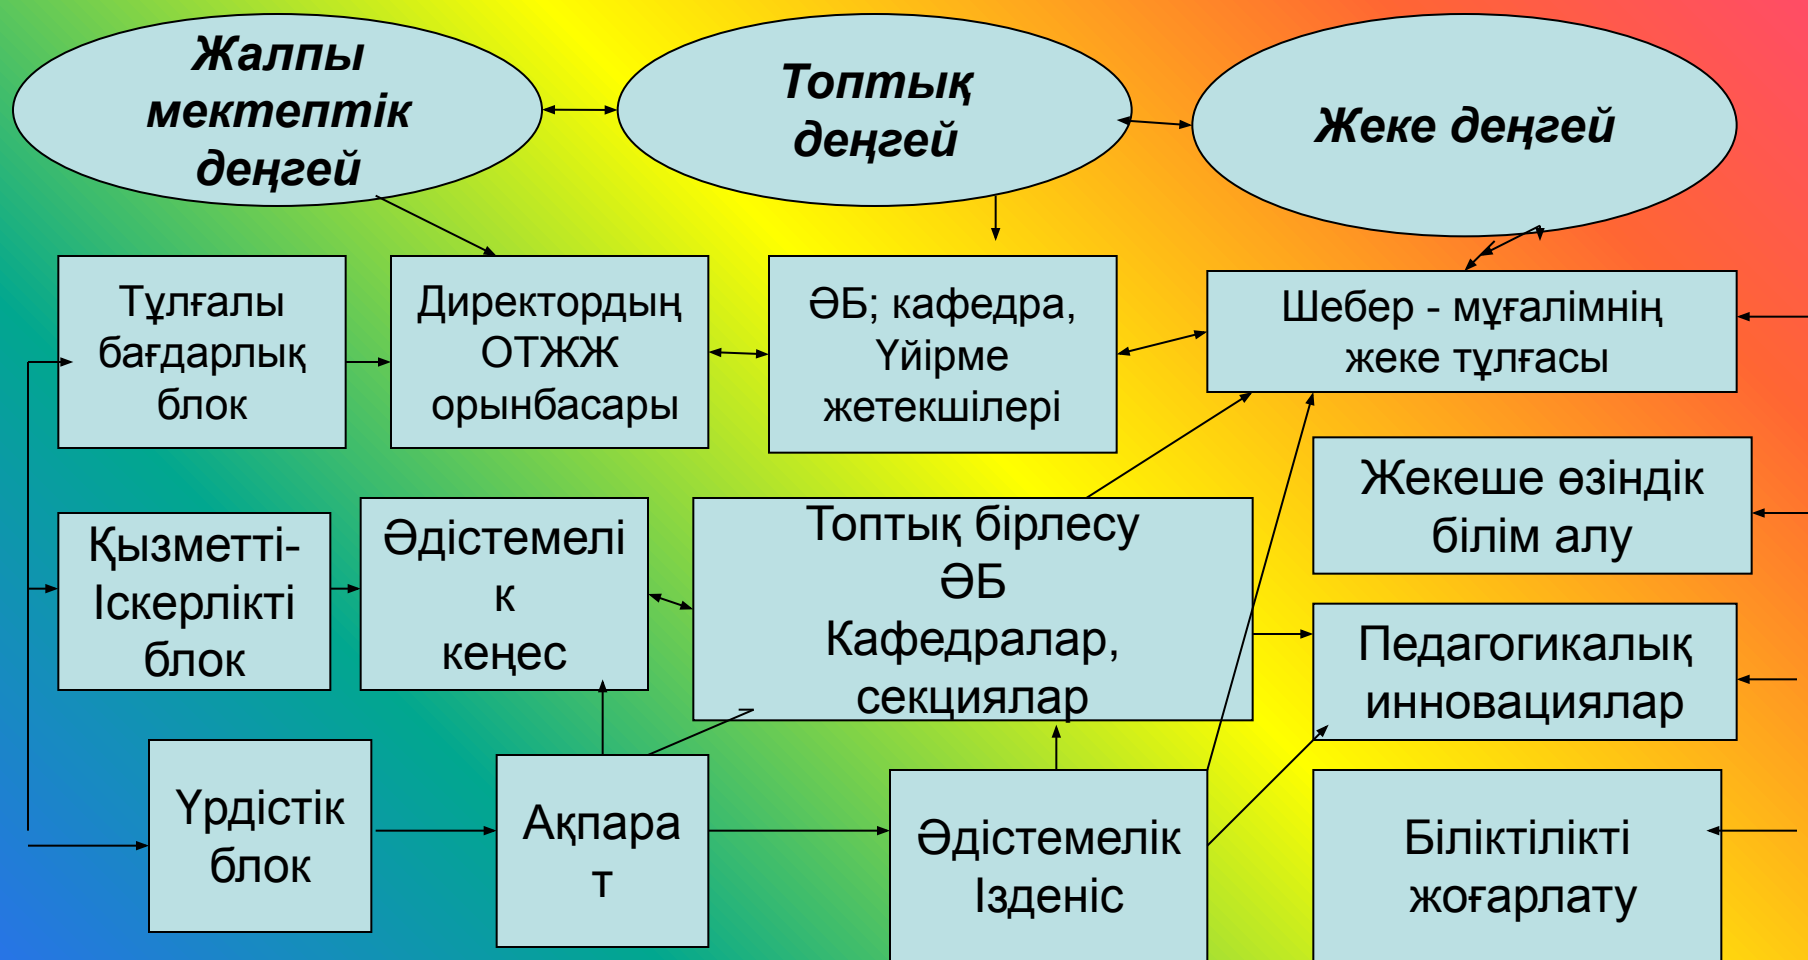 Жалпы
мектептік
деңгей
Топтық
деңгей
Жеке деңгей
Тұлғалы
бағдарлық
блок
Директордың
ОТЖЖ
орынбасары
ӘБ; кафедра,
Үйірме
жетекшілері
Шебер - мұғалімнің
жеке тұлғасы
Қызметті-
Іскерлікті
блок
Әдістемелі
к
кеңес
Топтық бірлесу
ӘБ
Кафедралар,
секциялар
Жекеше өзіндік
білім алу
Педагогикалық
инновациялар
Үрдістік
блок
Ақпара
т
Әдістемелік
Ізденіс
Біліктілікті
жоғарлату